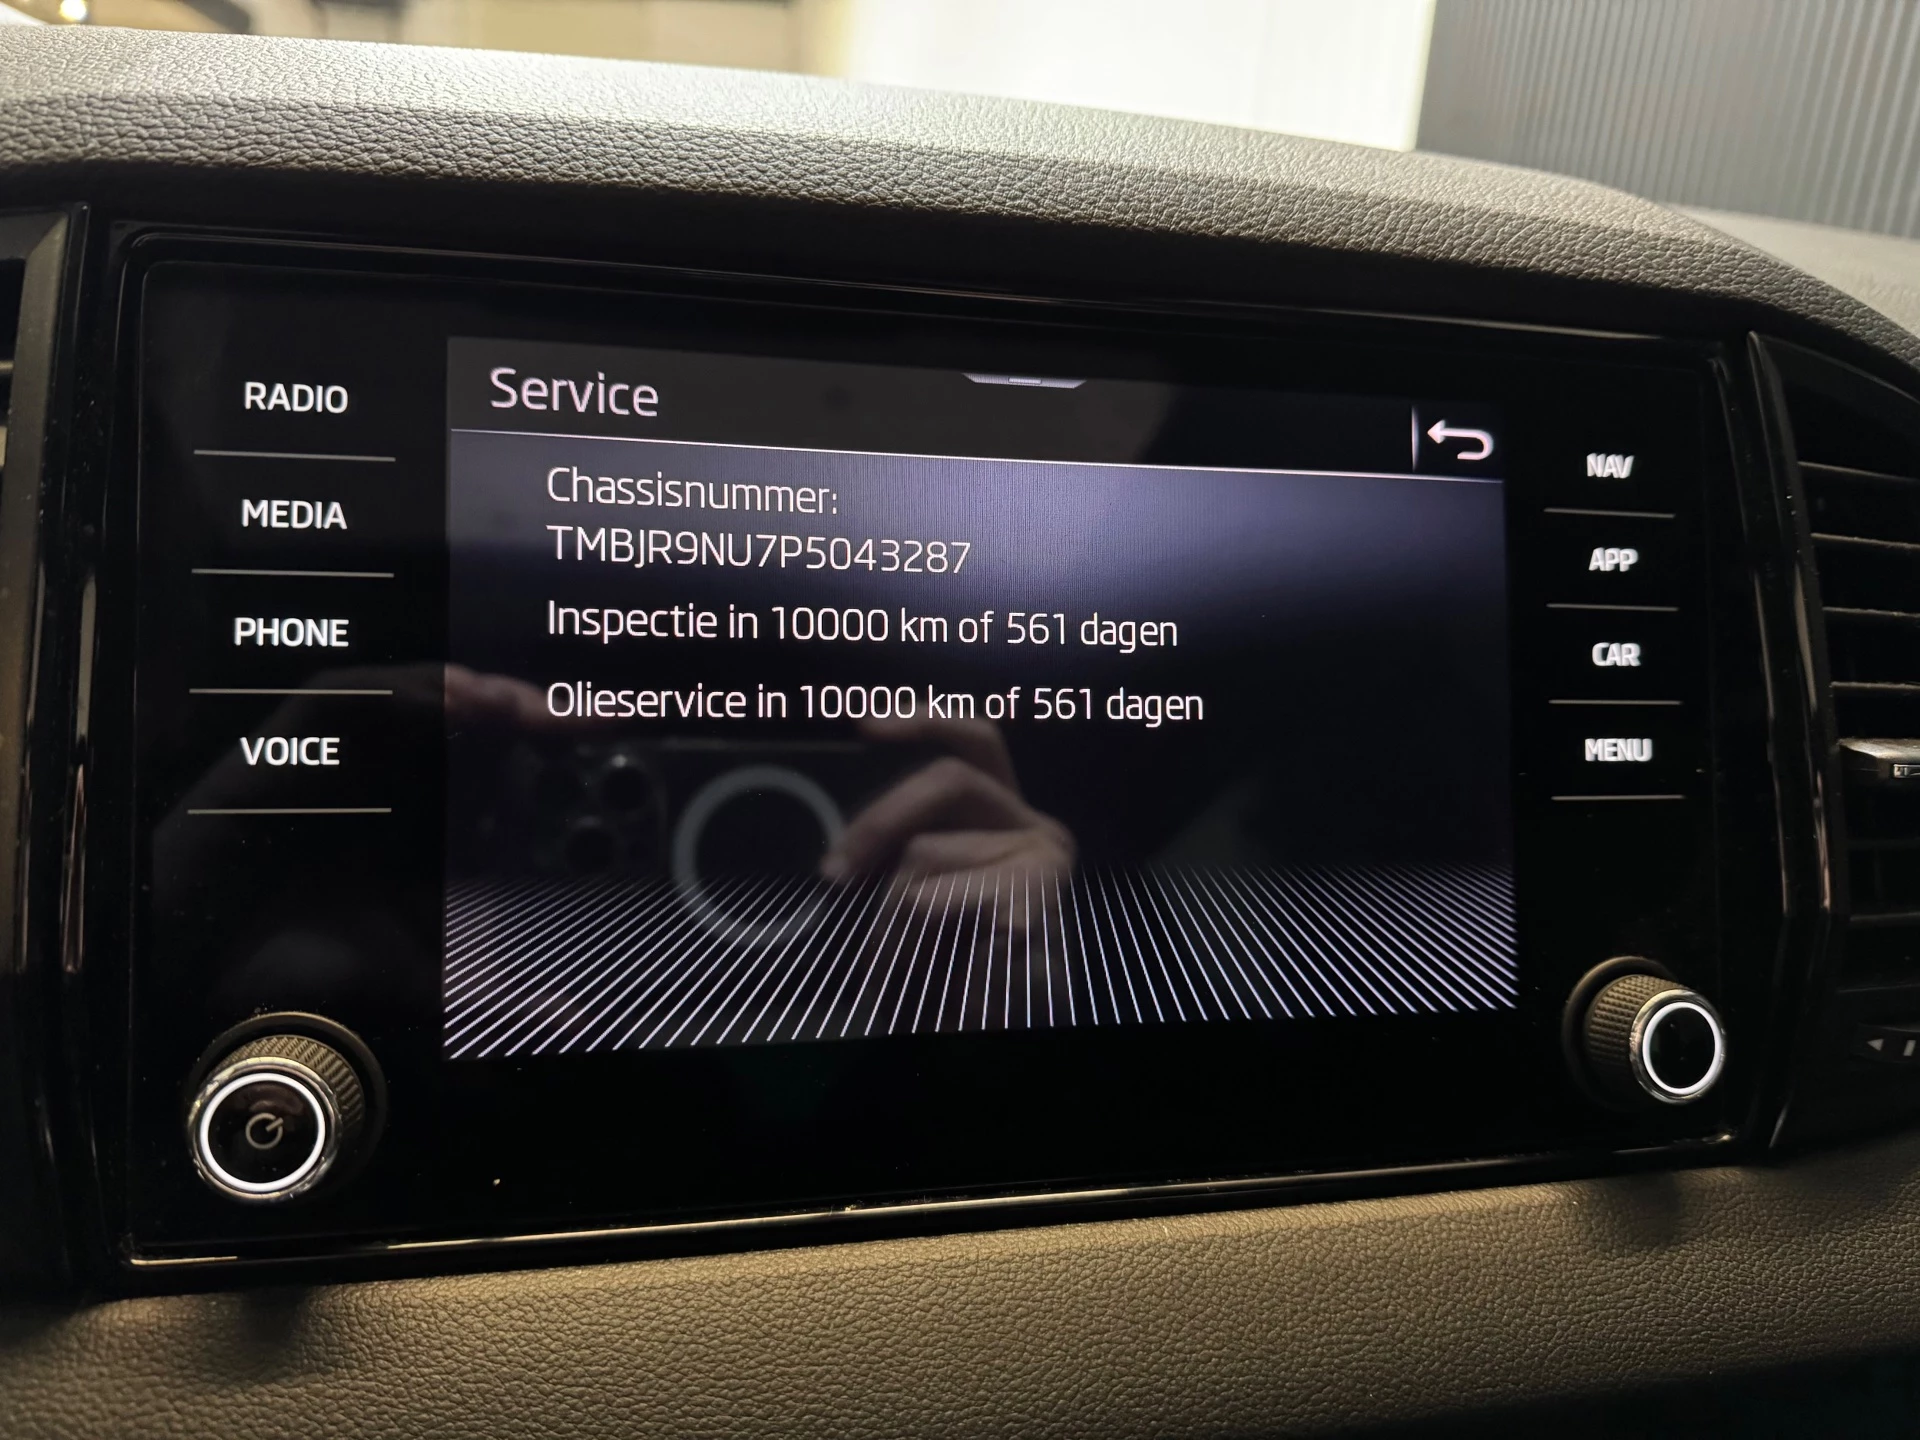 Service
RADIO
MEDIA
PHONE
VOICE
Chassisnummer:
TMBJR9NU7P5043287
Inspectie in 10000 km of 561 dagen
Olieservice in 10000 km of 561 dagen
NAV
APP
CAR
MENU